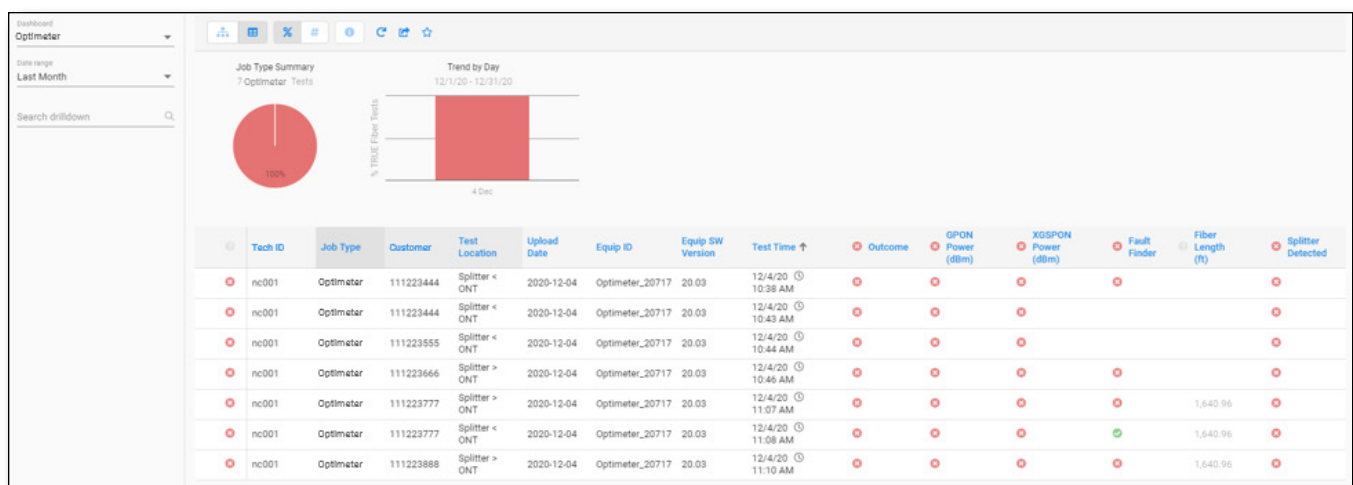 Dashboard
Optimeter
Date range
Last Month
Search drilldown
% #
Job Type Summary
7 Optimeter Tests
100%
Trend by Day
12/1/20 - 12/31/20
% TRUE Fiber Tests
4 Dec
Tech ID Job Type Customer Test Location Upload Date Equip ID Equip SW Version Test Time ↑ Outcome GPON Power (dBm) XGSPON Power (dBm) Fault Finder Fiber Length (ft) Splitter Detected
nc001 Optimeter 111223444 Splitter < ONT 2020-12-04 Optimeter_20717 20.03 12/4/20 10:38 AM
nc001 Optimeter 111223444 Splitter < ONT 2020-12-04 Optimeter_20717 20.03 12/4/20 10:43 AM
nc001 Optimeter 111223555 Splitter < ONT 2020-12-04 Optimeter_20717 20.03 12/4/20 10:44 AM
nc001 Optimeter 111223666 Splitter > ONT 2020-12-04 Optimeter_20717 20.03 12/4/20 10:46 AM
nc001 Optimeter 111223777 Splitter > ONT 2020-12-04 Optimeter_20717 20.03 12/4/20 11:07 AM 1,640.96
nc001 Optimeter 111223777 Splitter < ONT 2020-12-04 Optimeter_20717 20.03 12/4/20 11:08 AM 1,640.96
nc001 Optimeter 111223888 Splitter > ONT 2020-12-04 Optimeter_20717 20.03 12/4/20 11:10 AM 1,640.96